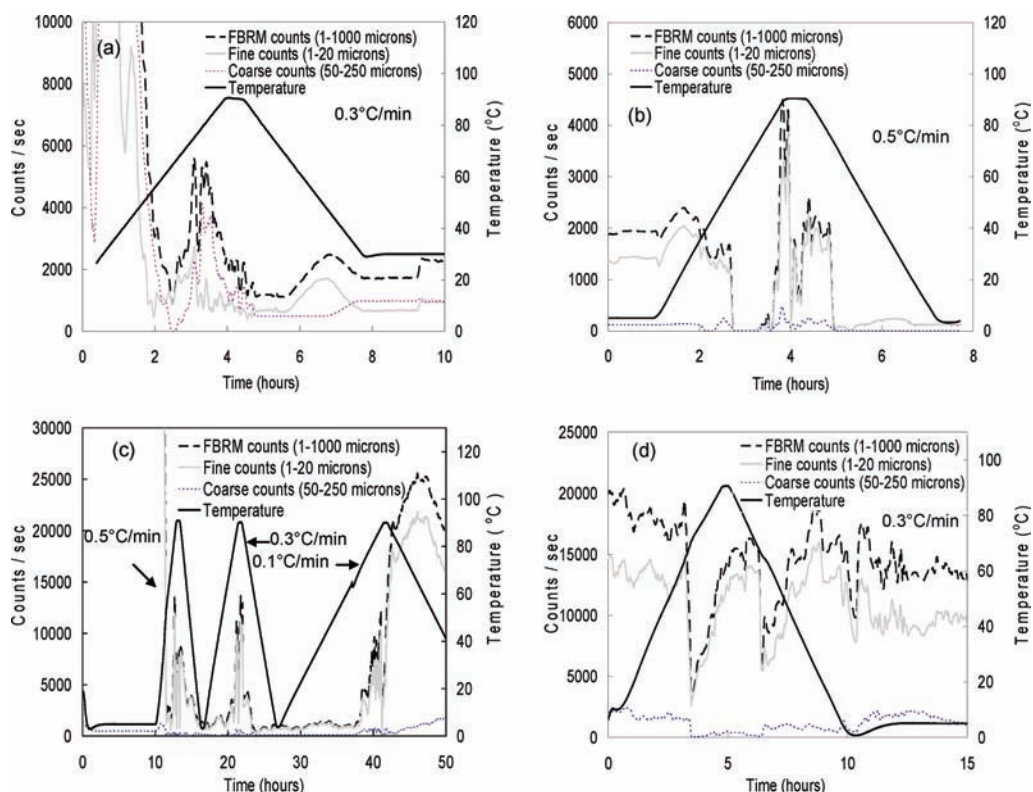 (a)
FBRM counts (1-1000 microns)
Fine counts (1-20 microns)
Coarse counts (50-250 microns)
Temperature
0.3°C/min
Counts / sec
10000
8000
6000
4000
2000
0
120
100
80
60
40
20
0
Temperature (°C)
0 2 4 6 8 10
Time (hours)
(b)
FBRM counts (1-1000 microns)
Fine counts (1-20 microns)
Coarse counts (50-250 microns)
Temperature
0.5°C/min
Counts / sec
6000
5000
4000
3000
2000
1000
0
120
100
80
60
40
20
0
Temperature (°C)
0 2 4 6 8
Time (hours)
(c)
FBRM counts (1-1000 microns)
Fine counts (1-20 microns)
Coarse counts (50-250 microns)
Temperature
0.5°C/min
0.3°C/min
0.1°C/min
Counts / sec
30000
25000
20000
15000
10000
5000
0
120
100
80
60
40
20
0
Temperature (°C)
0 10 20 30 40 50
Time (hours)
(d)
FBRM counts (1-1000 microns)
Fine counts (1-20 microns)
Coarse counts (50-250 microns)
Temperature
0.3°C/min
Counts / sec
25000
20000
15000
10000
5000
0
100
80
60
40
20
0
Temperature (°C)
0 5 10 15
Time (hours)